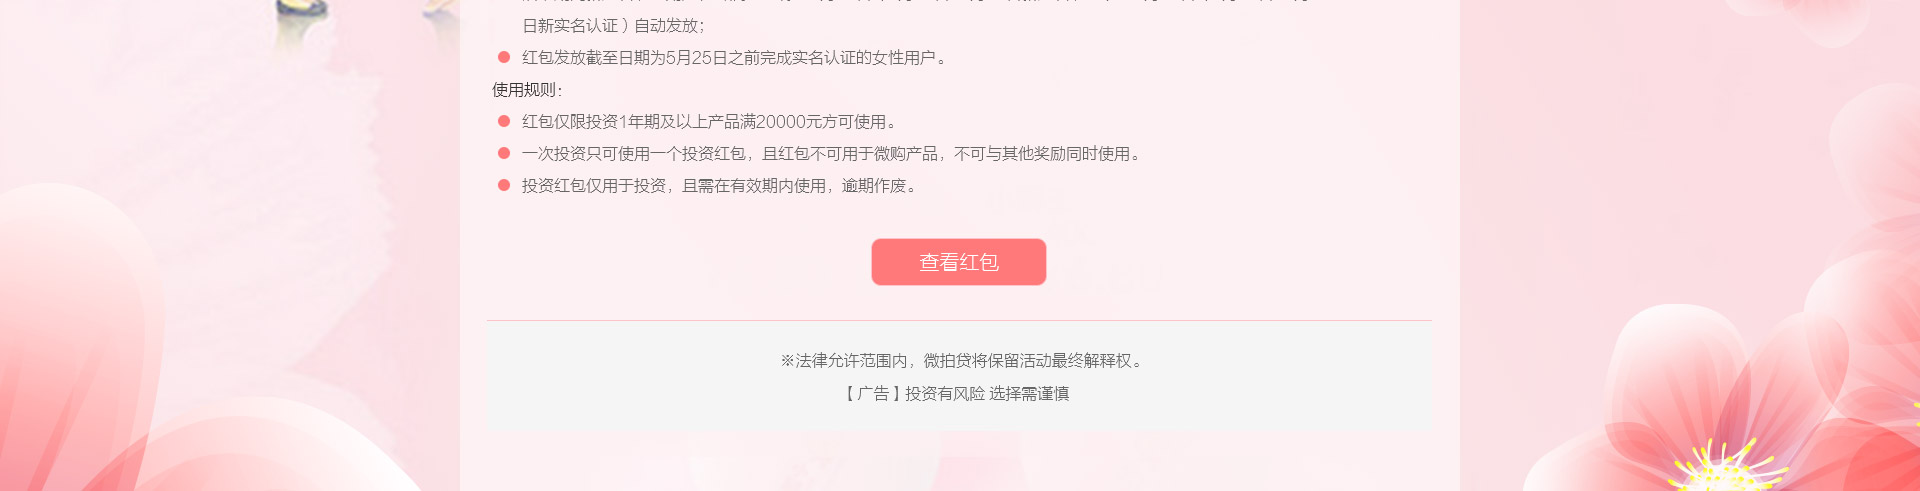 日新实名认证）自动发放；
红包发放截至日期为5月25日之前完成实名认证的女性用户。
使用规则：
红包仅限投资1年期及以上产品满20000元方可使用。
一次投资只可使用一个投资红包，且红包不可用于微购产品，不可与其他奖励同时使用。
投资红包仅用于投资，且需在有效期内使用，逾期作废。
查看红包
※法律允许范围内，微拍贷将保留活动最终解释权。
【广告】投资有风险 选择需谨慎